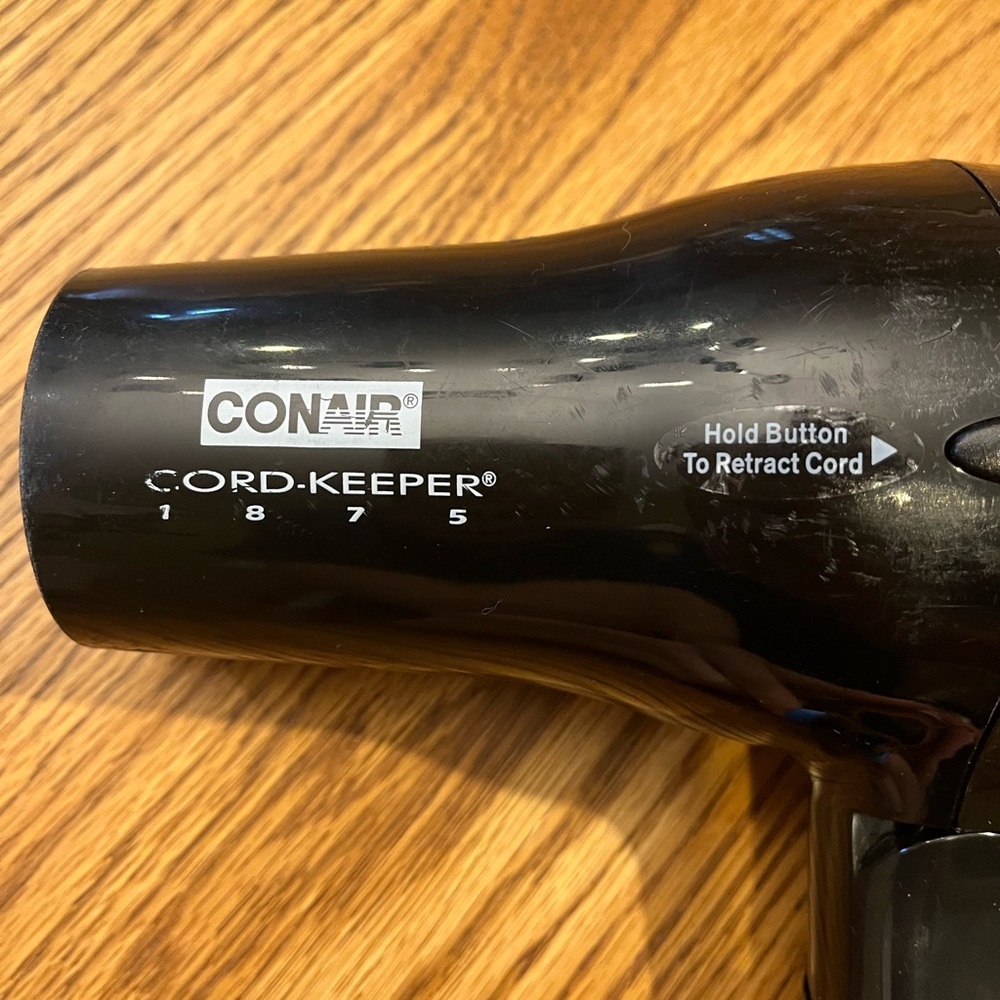 CONAIR®
CORD-KEEPER®
1 8 7 5
Hold Button
To Retract Cord